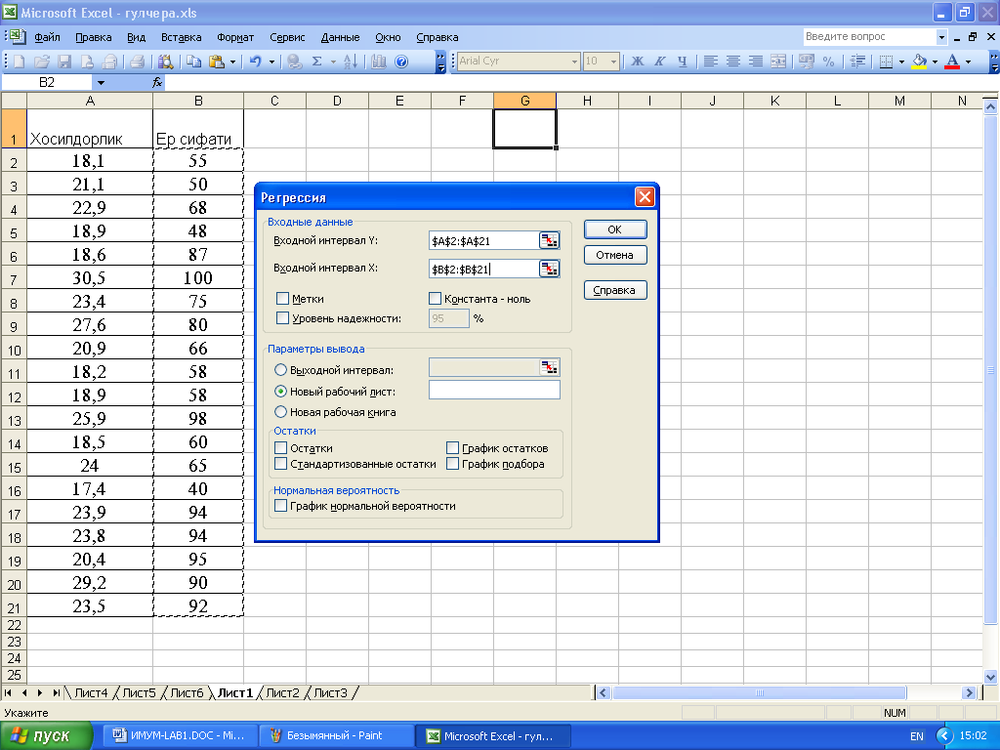 Microsoft Excel - гулчера.xls
Файл Правка Вид Вставка Формат Сервис Данные Окно Справка Введите вопрос
Arial Cyr 10 Ж К Ч %
B2 fx
A B C D E F G H I J K L M N
1 Хосилдорлик Ер сифати
2 18,1 55
3 21,1 50
4 22,9 68
5 18,9 48
6 18,6 87
7 30,5 100
8 23,4 75
9 27,6 80
10 20,9 66
11 18,2 58
12 18,9 58
13 25,9 98
14 18,5 60
15 24 65
16 17,4 40
17 23,9 94
18 23,8 94
19 20,4 95
20 29,2 90
21 23,5 92
22
23
24
25
Регрессия
Входные данные
Входной интервал Y: $A$2:$A$21
Входной интервал X: $B$2:$B$21
Метки Константа - ноль
Уровень надежности: 95 %
OK
Отмена
Справка
Параметры вывода
Выходной интервал:
Новый рабочий лист:
Новая рабочая книга
Остатки
Остатки График остатков
Стандартизованные остатки График подбора
Нормальная вероятность
График нормальной вероятности
Лист4 Лист5 Лист6 Лист1 Лист2 Лист3
Укажите NUM
пуск ИМУМ-LAB1.DOC - Mi... Безымянный - Paint Microsoft Excel - гул... EN 15:02